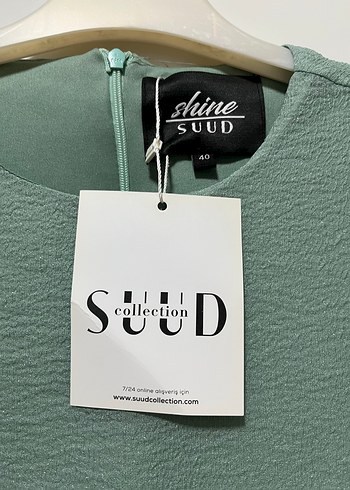 shine
SUUD
40
SUUD
collection
7/24 online alışveriş için
www.suudcollection.com